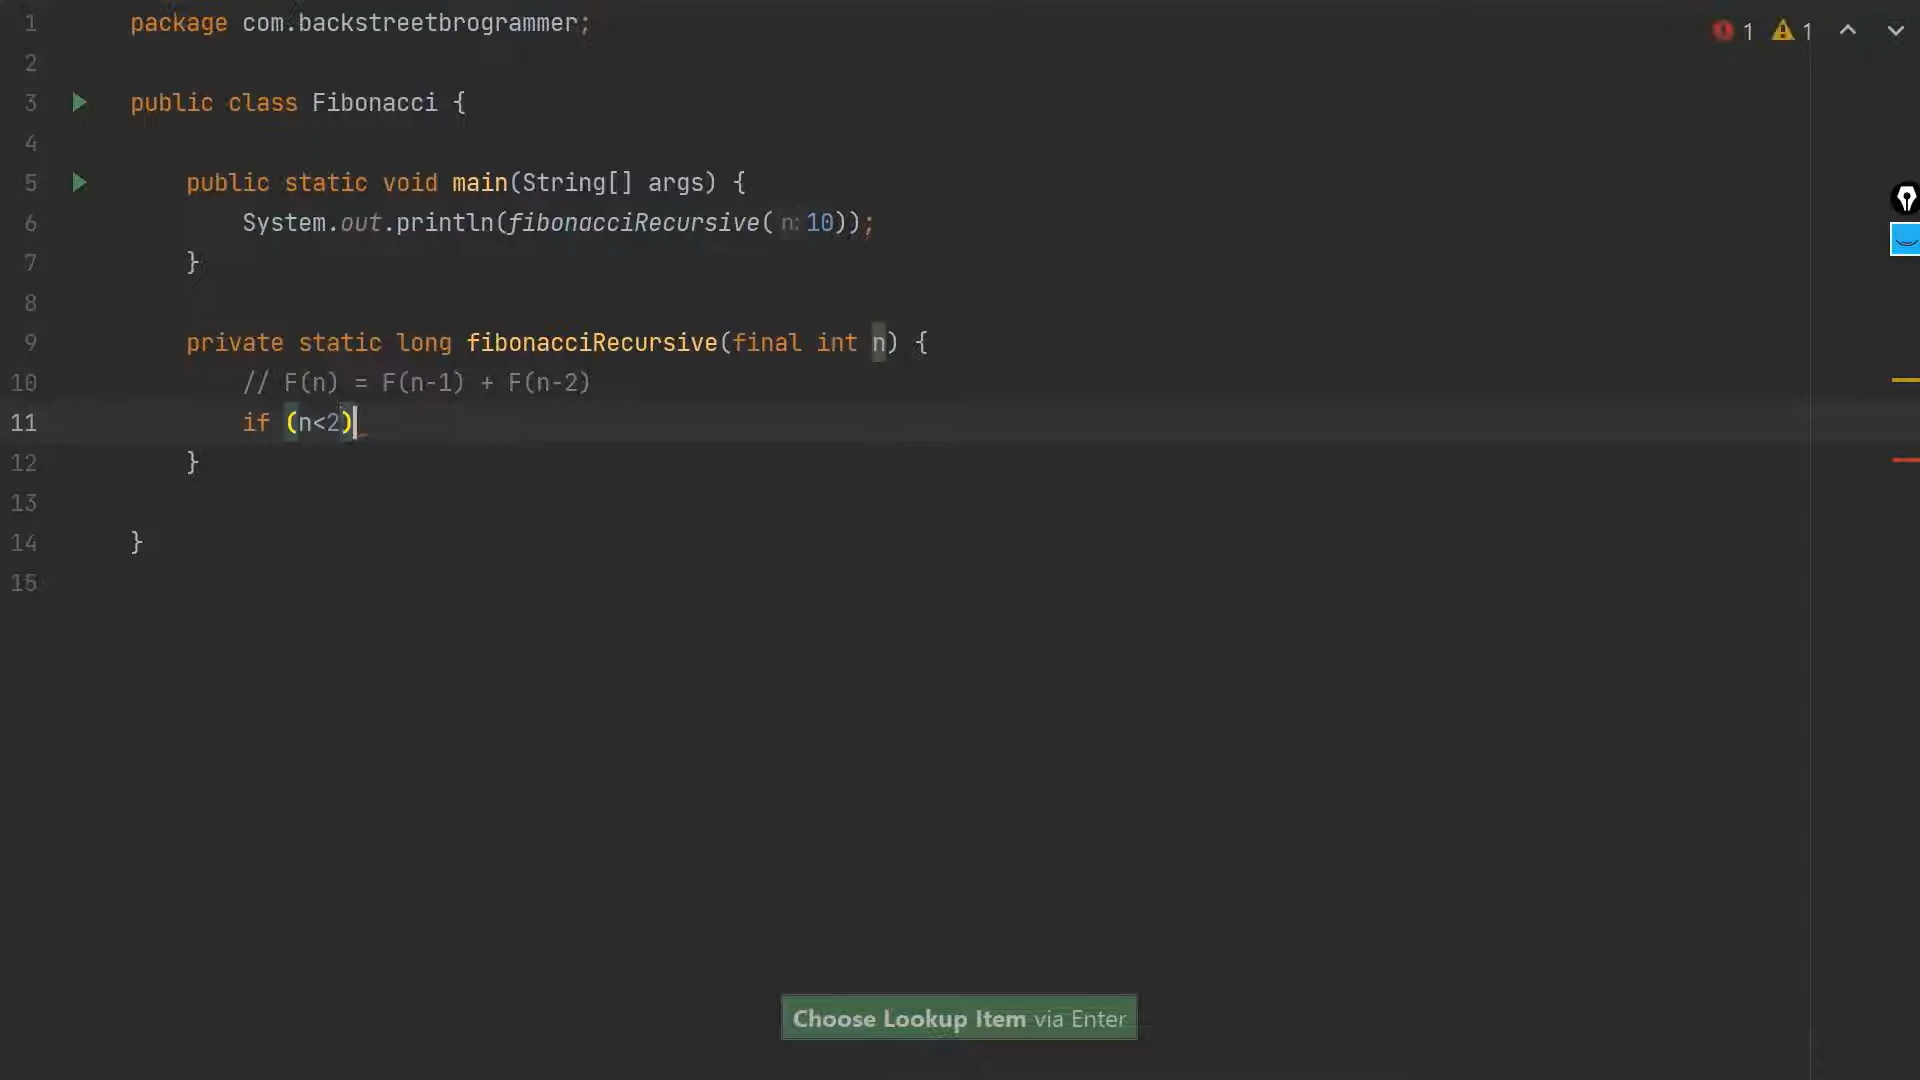 1 package com.backstreetbrogrammer;
2
3 public class Fibonacci {
4
5 public static void main(String[] args) {
6 System.out.println(fibonacciRecursive( n: 10));
7 }
8
9 private static long fibonacciRecursive(final int n) {
10 // F(n) = F(n-1) + F(n-2)
11 if (n<2)
12 }
13
14 }
15
1 1
Choose Lookup Item via Enter